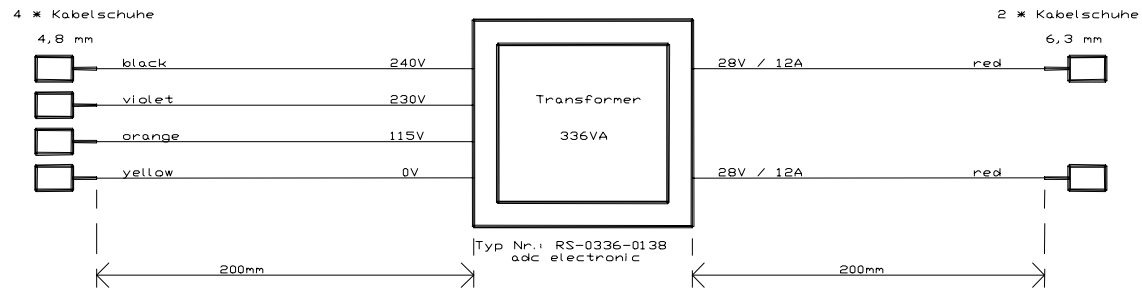 4 * Kabelschuhe
2 * Kabelschuhe
4,8 mm
6,3 mm
black 240V
28V / 12A red
violet 230V
Transformer
orange 115V
336VA
yellow 0V
28V / 12A red
Typ Nr.: RS-0336-0138
adc electronic
200mm
200mm